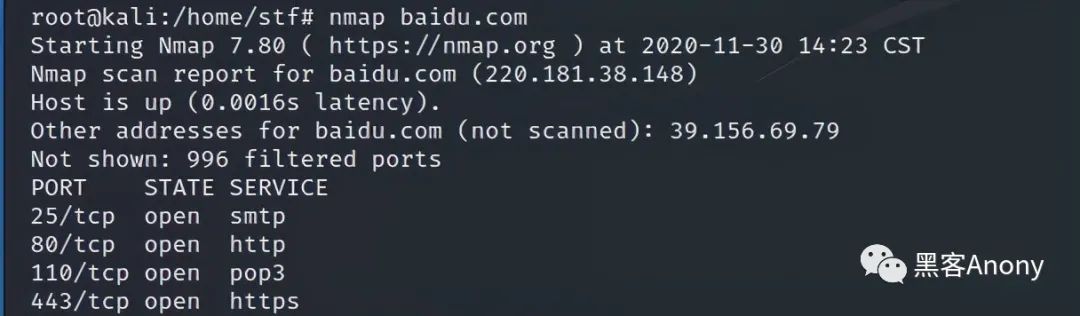 root@kali:/home/stf# nmap baidu.com
Starting Nmap 7.80 ( https://nmap.org ) at 2020-11-30 14:23 CST
Nmap scan report for baidu.com (220.181.38.148)
Host is up (0.0016s latency).
Other addresses for baidu.com (not scanned): 39.156.69.79
Not shown: 996 filtered ports
PORT    STATE SERVICE
25/tcp  open  smtp
80/tcp  open  http
110/tcp open  pop3
443/tcp open  https
黑客Anony